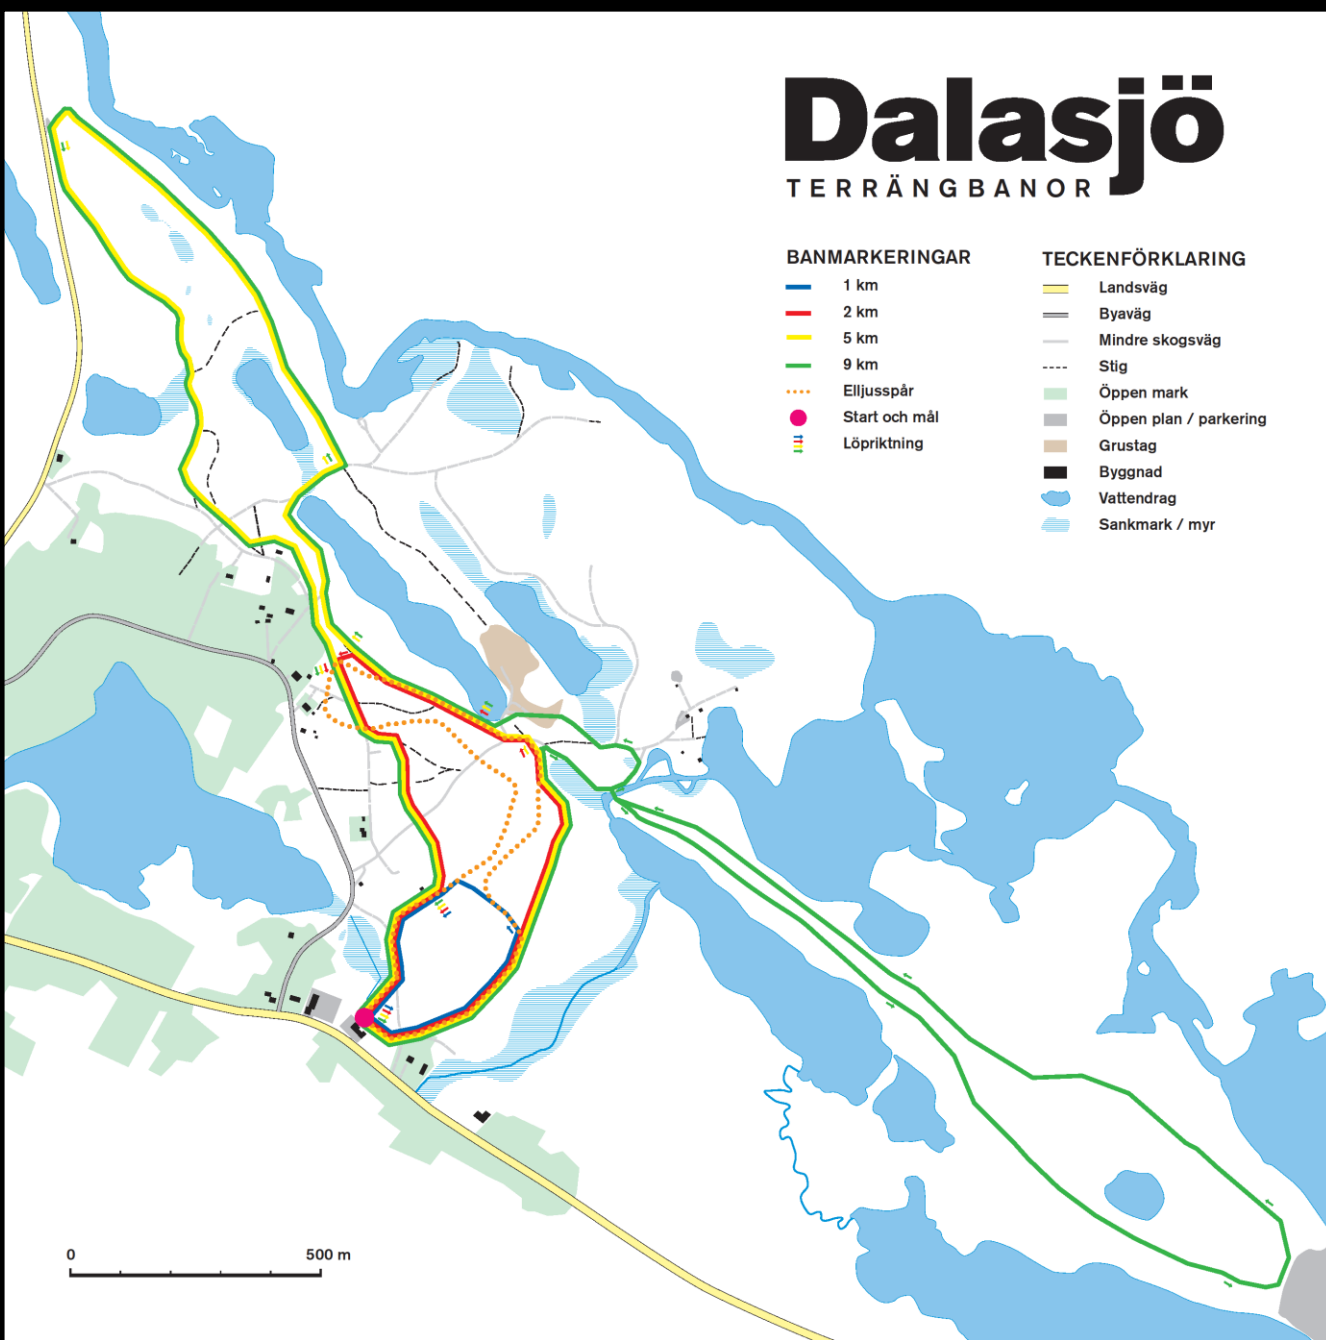 Dalasjö
TERRÄNGBANOR
BANMARKERINGAR
1 km
2 km
5 km
9 km
Elljusspår
Start och mål
Löpriktning
TECKENFÖRKLARING
Landsväg
Byaväg
Mindre skogsväg
Stig
Öppen mark
Öppen plan / parkering
Grustag
Byggnad
Vattendrag
Sankmark / myr
0 500 m